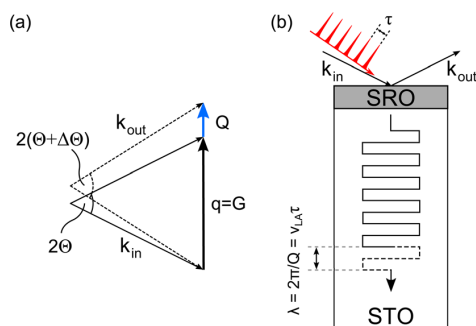 (a)
k_out
Q
2(Θ+ΔΘ)
q=G
2Θ
k_in
(b)
τ
k_in
k_out
SRO
λ = 2π/Q = v_LA τ
STO